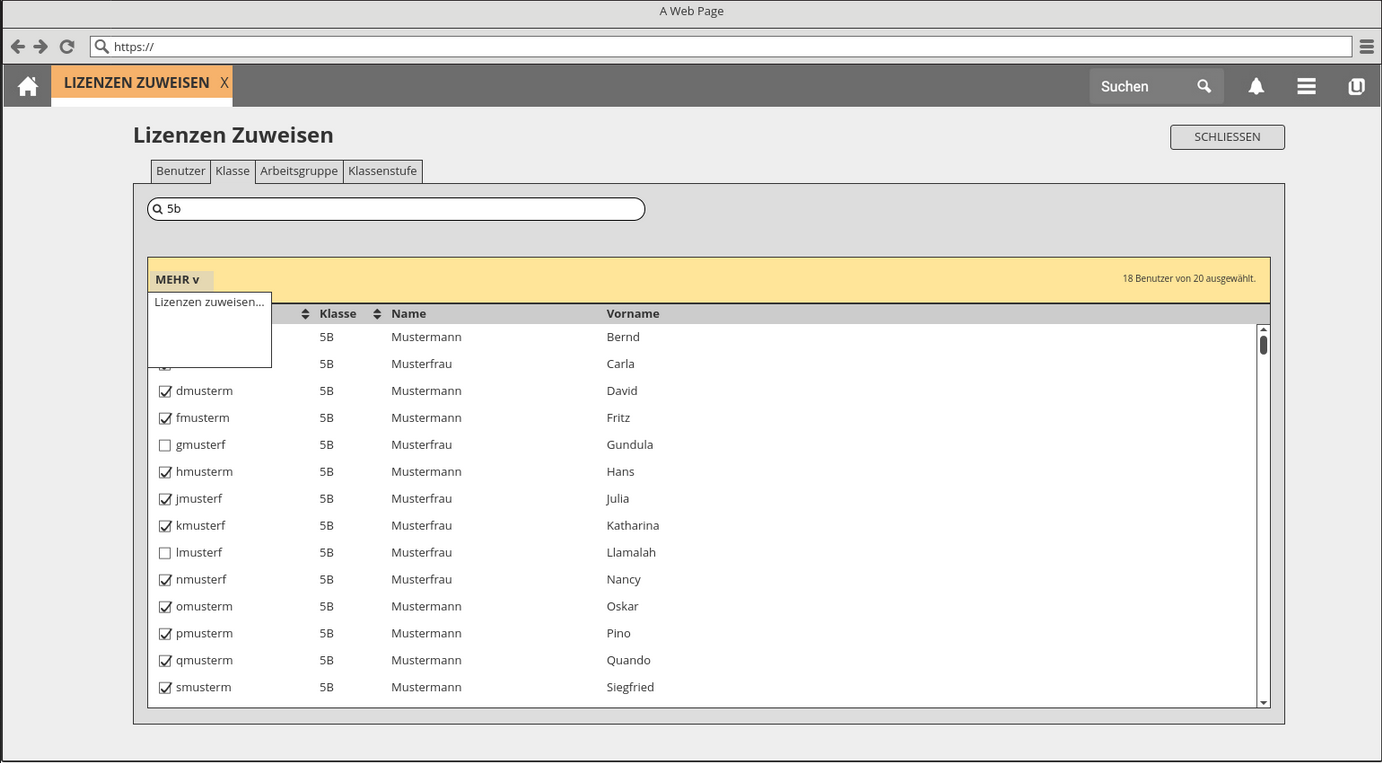 A Web Page
https://
LIZENZEN ZUWEISEN X
Suchen
Lizenzen Zuweisen
SCHLIESSEN
Benutzer Klasse Arbeitsgruppe Klassenstufe
5b
MEHR v
18 Benutzer von 20 ausgewählt.
Lizenzen zuweisen...
Klasse Name Vorname
5B Mustermann Bernd
5B Musterfrau Carla
dmusterm 5B Mustermann David
fmusterm 5B Mustermann Fritz
gmusterf 5B Musterfrau Gundula
hmusterm 5B Mustermann Hans
jmusterf 5B Musterfrau Julia
kmusterf 5B Musterfrau Katharina
lmusterf 5B Musterfrau Llamalah
nmusterf 5B Musterfrau Nancy
omusterm 5B Mustermann Oskar
pmusterm 5B Mustermann Pino
qmusterm 5B Mustermann Quando
smusterm 5B Mustermann Siegfried